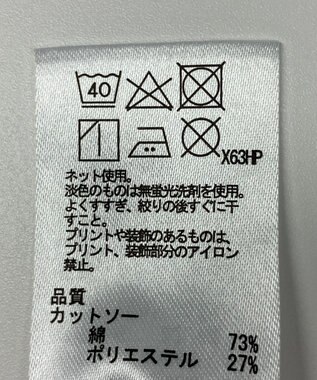 40
X63HP
ネット使用。
淡色のものは無蛍光洗剤を使用。
よくすすぎ、絞りの後すぐに干
すこと。
プリントや装飾のあるものは、
プリント、装飾部分のアイロン
禁止。
品質
カットソー
綿 73%
ポリエステル 27%